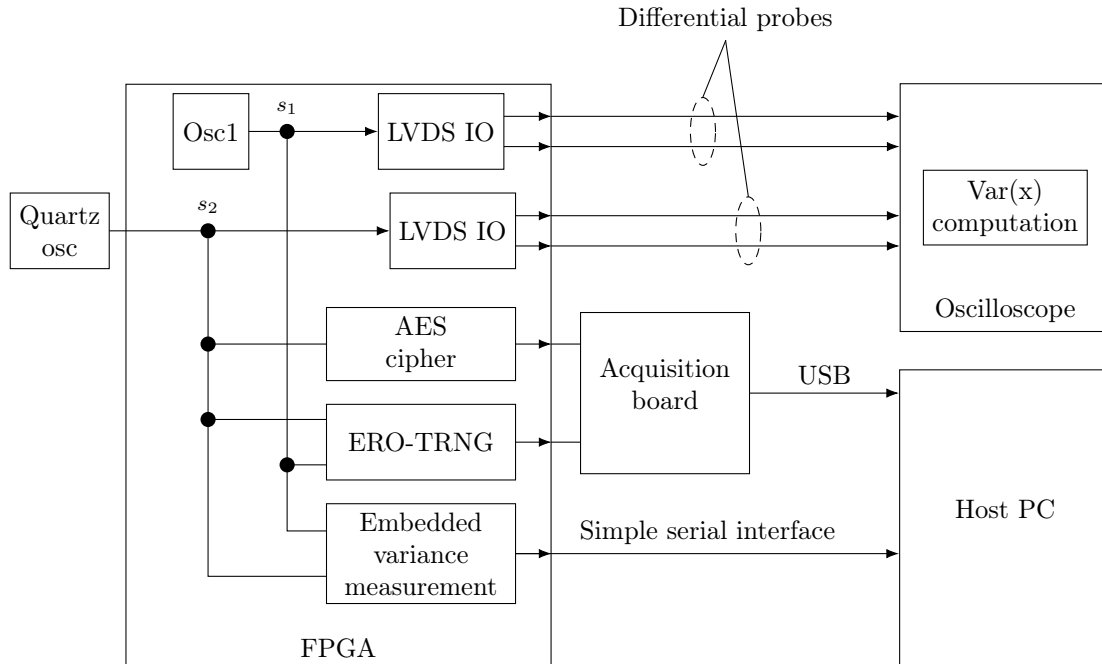 Differential probes
s1
Osc1
LVDS IO
Var(x)
computation
Quartz
osc
s2
LVDS IO
Oscilloscope
AES
cipher
Acquisition
board
USB
ERO-TRNG
Host PC
Embedded
variance
measurement
Simple serial interface
FPGA